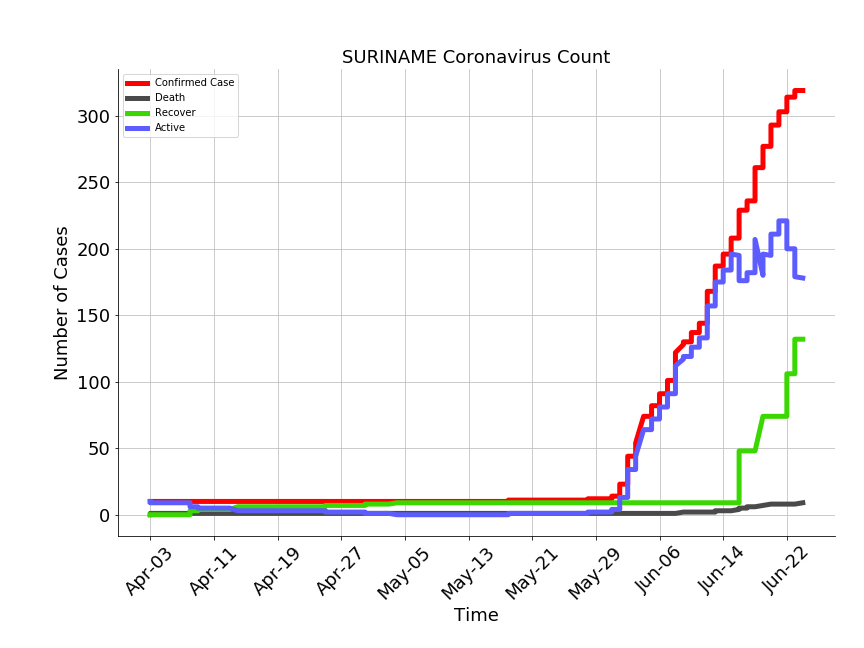 SURINAME Coronavirus Count
Confirmed Case
Death
Recover
Active
Number of Cases
300
250
200
150
100
50
0
Apr-03
Apr-11
Apr-19
Apr-27
May-05
May-13
May-21
May-29
Jun-06
Jun-14
Jun-22
Time